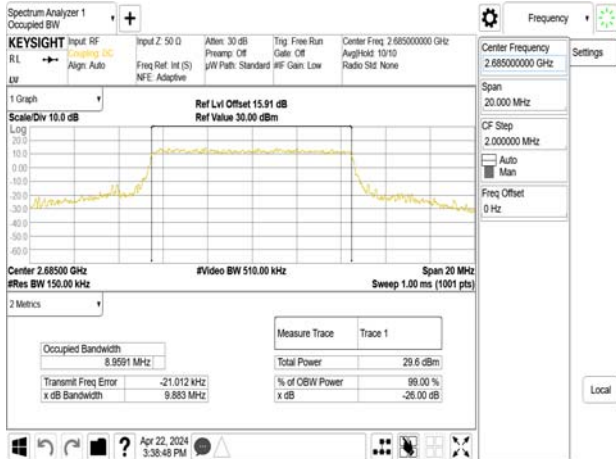 Spectrum Analyzer 1
Occupied BW
Frequency
KEYSIGHT Input: RF Input Z: 50 Ω Atten: 30 dB Trig: Free Run Center Freq: 2.685000000 GHz
RL Coupling: DC Preamp: Off Gate: Off Avg|Hold: 10/10
Align: Auto Freq Ref: Int (S) µW Path: Standard #IF Gain: Low Radio Std: None
NFE: Adaptive
Center Frequency
2.685000000 GHz
Settings
Span
20.000 MHz
CF Step
2.000000 MHz
Auto
Man
Freq Offset
0 Hz
Local
1 Graph
Ref Lvl Offset 15.91 dB
Scale/Div 10.0 dB Ref Value 30.00 dBm
Log
20.0
10.0
0.00
-10.0
-20.0
-30.0
-40.0
-50.0
-60.0
Center 2.68500 GHz #Video BW 510.00 kHz Span 20 MHz
#Res BW 150.00 kHz Sweep 1.00 ms (1001 pts)
2 Metrics
Measure Trace Trace 1
Occupied Bandwidth
8.9591 MHz Total Power 29.6 dBm
Transmit Freq Error -21.012 kHz % of OBW Power 99.00 %
x dB Bandwidth 9.883 MHz x dB -26.00 dB
Apr 22, 2024
3:38:48 PM